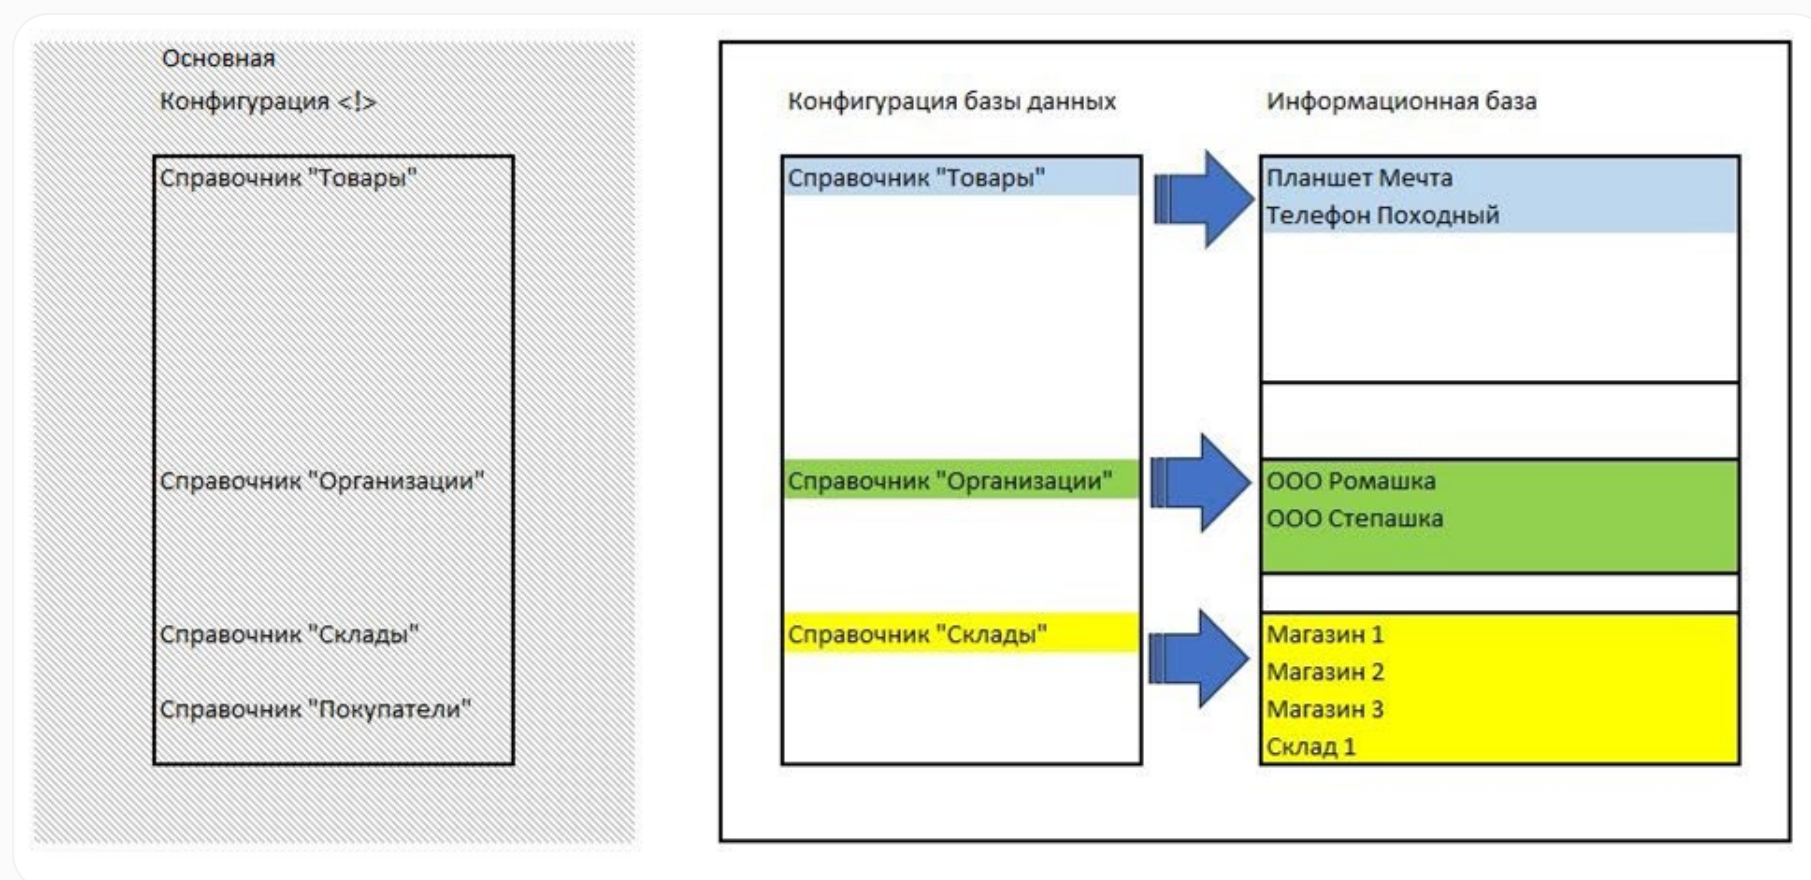 Основная
Конфигурация <!>
Справочник "Товары"
Справочник "Организации"
Справочник "Склады"
Справочник "Покупатели"
Конфигурация базы данных
Справочник "Товары"
Справочник "Организации"
Справочник "Склады"
Информационная база
Планшет Мечта
Телефон Походный
ООО Ромашка
ООО Степашка
Магазин 1
Магазин 2
Магазин 3
Склад 1